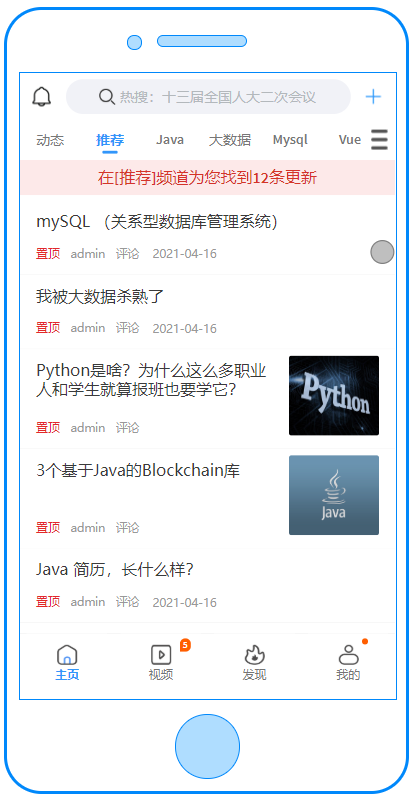 热搜：十三届全国人大二次会议
动态 推荐 Java 大数据 Mysql Vue
在[推荐]频道为您找到12条更新
mySQL （关系型数据库管理系统）
置顶 admin 评论 2021-04-16
我被大数据杀熟了
置顶 admin 评论 2021-04-16
Python是啥？为什么这么多职业
人和学生就算报班也要学它？
Python
置顶 admin 评论
3个基于Java的Blockchain库
Java
置顶 admin 评论
Java 简历，长什么样？
置顶 admin 评论 2021-04-16
5
主页 视频 发现 我的